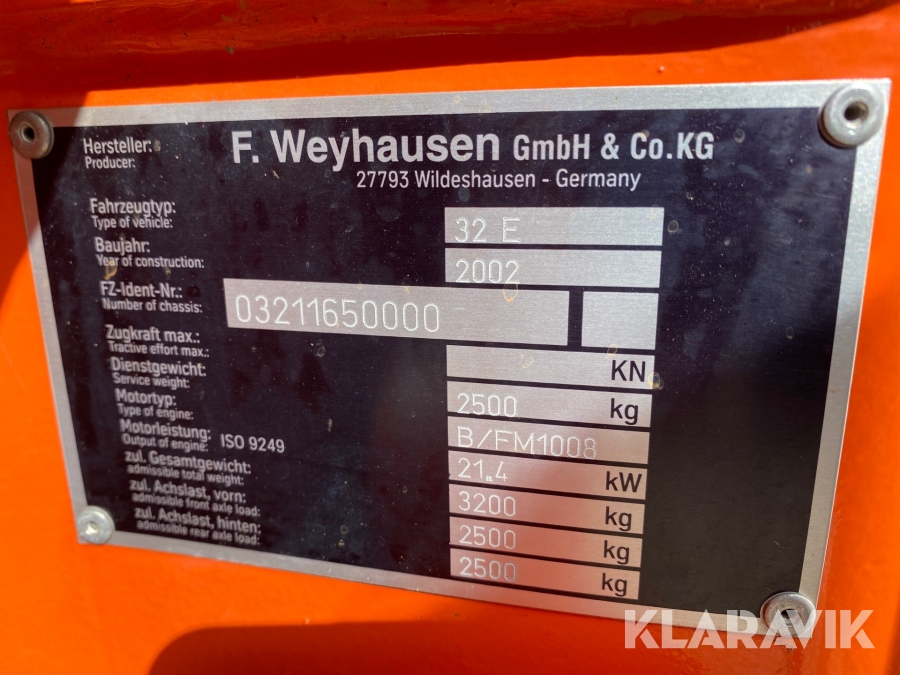 Hersteller:
Producer:
F. Weyhausen GmbH & Co.KG
27793 Wildeshausen - Germany
Fahrzeugtyp:
Type of vehicle:
32 E
Baujahr:
Year of construction:
2002
FZ-Ident-Nr.:
Number of chassis:
03211650000
Zugkraft max.:
Tractive effort max.:
KN
Dienstgewicht:
Service weight:
2500 kg
Motortyp:
Type of engine:
B/FM1008
Motorleistung:
Output of engine:
ISO 9249
21.4 kW
zul. Gesamtgewicht:
admissible total weight:
3200 kg
zul. Achslast, vorn:
admissible front axle load:
2500 kg
zul. Achslast, hinten:
admissible rear axle load:
2500 kg
KLARAVIK